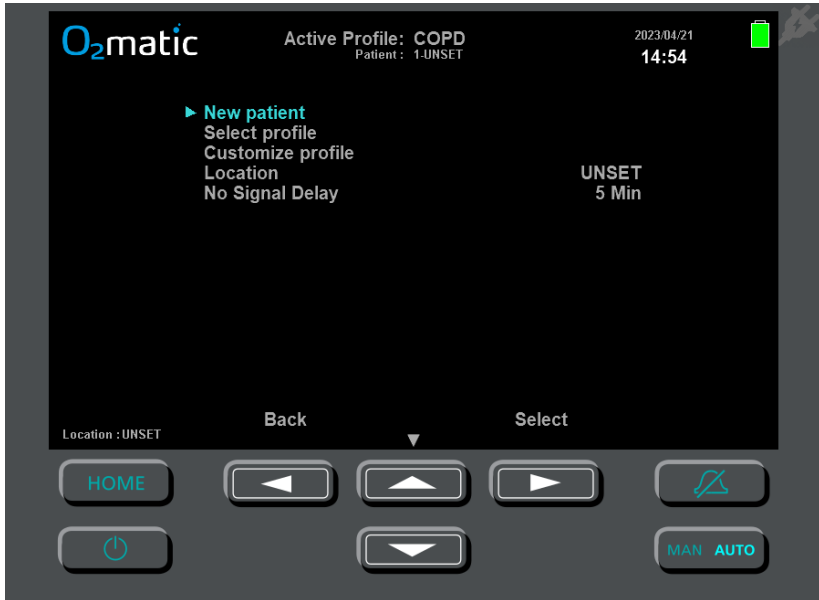 O2matic
Active Profile: COPD
Patient : 1-UNSET
2023/04/21
14:54
New patient
Select profile
Customize profile
Location UNSET
No Signal Delay 5 Min
Back Select
Location :UNSET
HOME
MAN AUTO